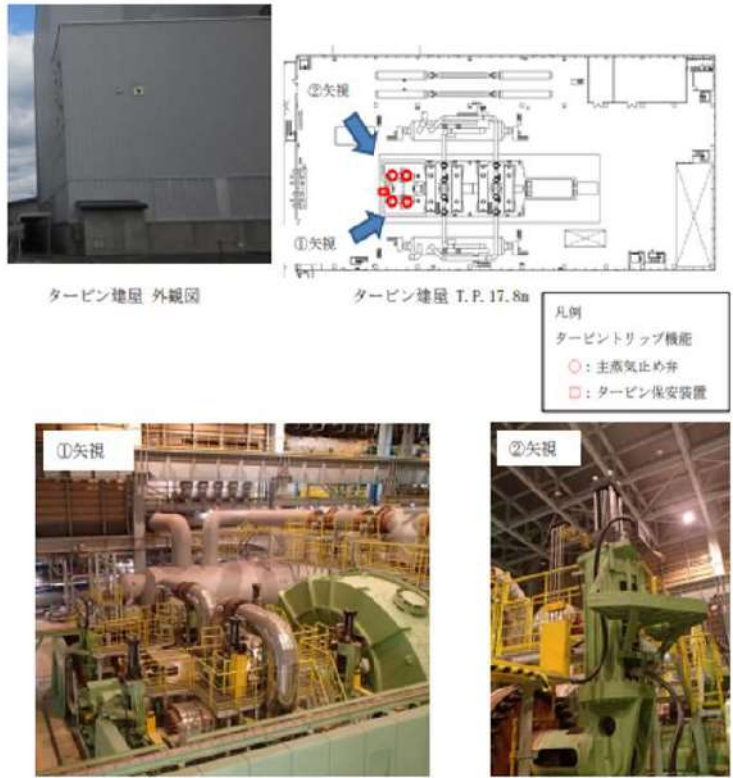 ②矢視
①矢視
タービン建屋 外観図
タービン建屋 T.P.17.8m
凡例
タービントリップ機能
○：主蒸気止め弁
□：タービン保安装置
①矢視
②矢視